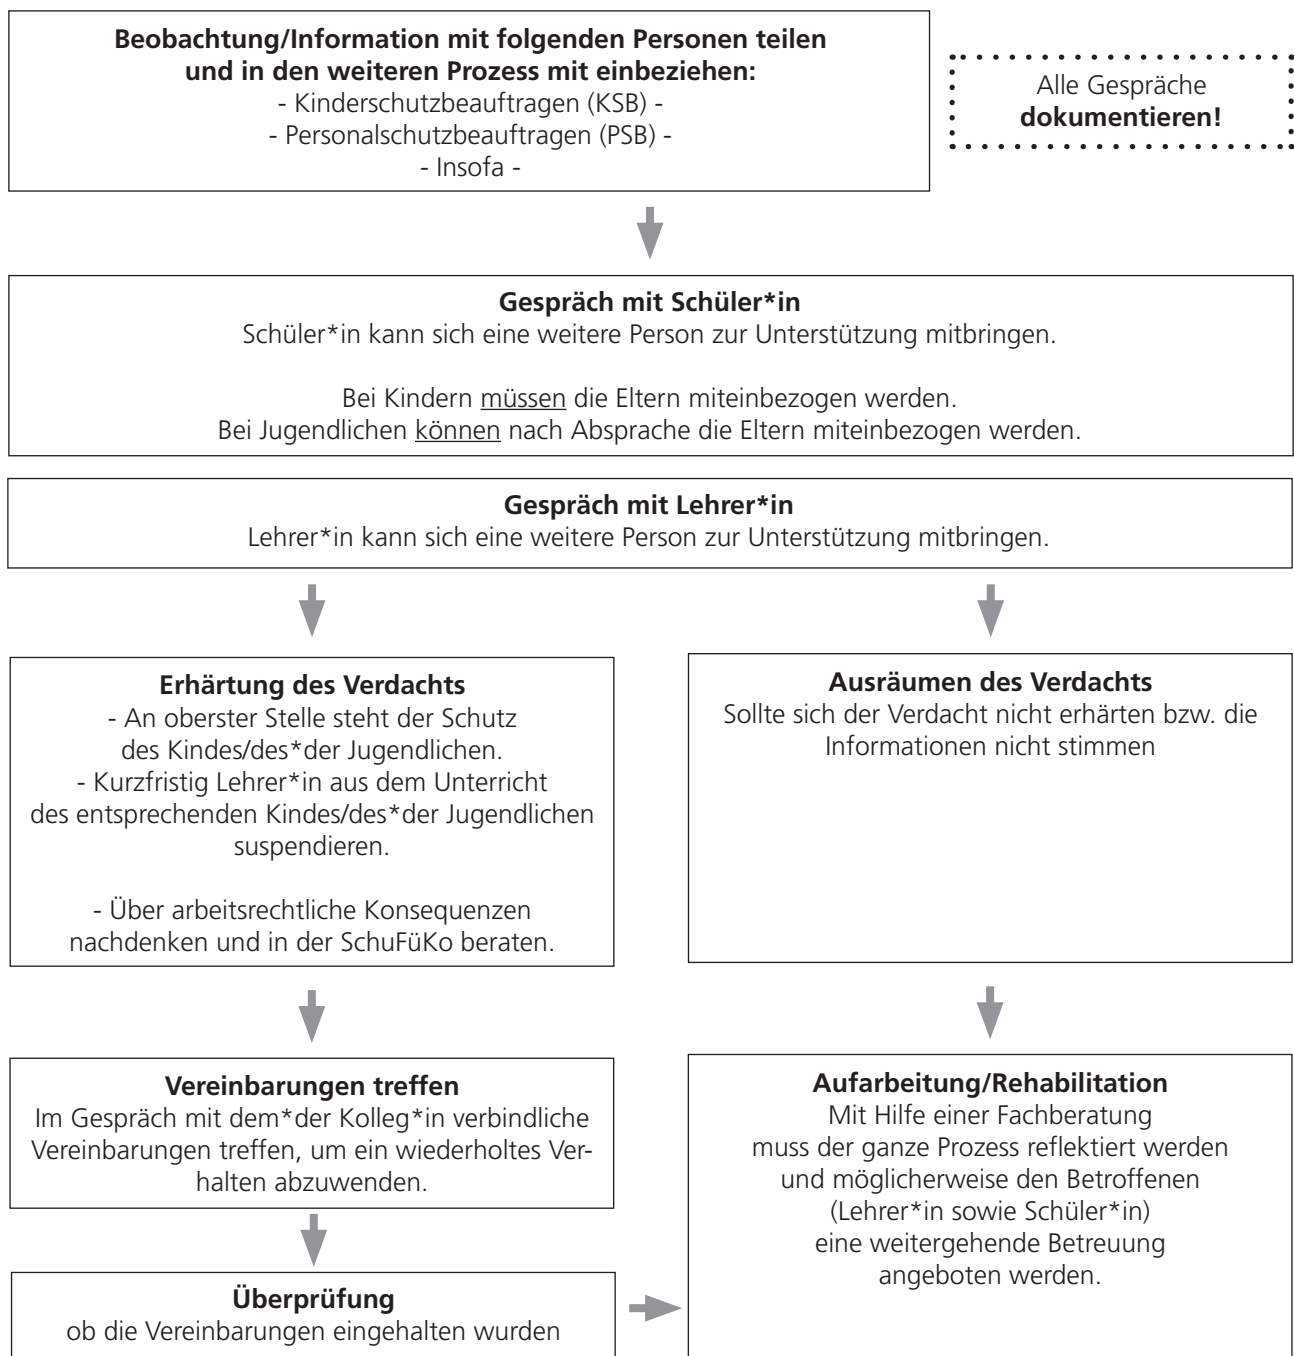 Beobachtung/Information mit folgenden Personen teilen
und in den weiteren Prozess mit einbeziehen:
- Kinderschutzbeauftragen (KSB) -
- Personalschutzbeauftragen (PSB) -
- Insofa -
Alle Gespräche
dokumentieren!
Gespräch mit Schüler*in
Schüler*in kann sich eine weitere Person zur Unterstützung mitbringen.
Bei Kindern müssen die Eltern miteinbezogen werden.
Bei Jugendlichen können nach Absprache die Eltern miteinbezogen werden.
Gespräch mit Lehrer*in
Lehrer*in kann sich eine weitere Person zur Unterstützung mitbringen.
Erhärtung des Verdachts
- An oberster Stelle steht der Schutz
des Kindes/des*der Jugendlichen.
- Kurzfristig Lehrer*in aus dem Unterricht
des entsprechenden Kindes/des*der Jugendlichen
suspendieren.
- Über arbeitsrechtliche Konsequenzen
nachdenken und in der SchuFüKo beraten.
Ausräumen des Verdachts
Sollte sich der Verdacht nicht erhärten bzw. die
Informationen nicht stimmen
Vereinbarungen treffen
Im Gespräch mit dem*der Kolleg*in verbindliche
Vereinbarungen treffen, um ein wiederholtes Ver-
halten abzuwenden.
Überprüfung
ob die Vereinbarungen eingehalten wurden
Aufarbeitung/Rehabilitation
Mit Hilfe einer Fachberatung
muss der ganze Prozess reflektiert werden
und möglicherweise den Betroffenen
(Lehrer*in sowie Schüler*in)
eine weitergehende Betreuung
angeboten werden.